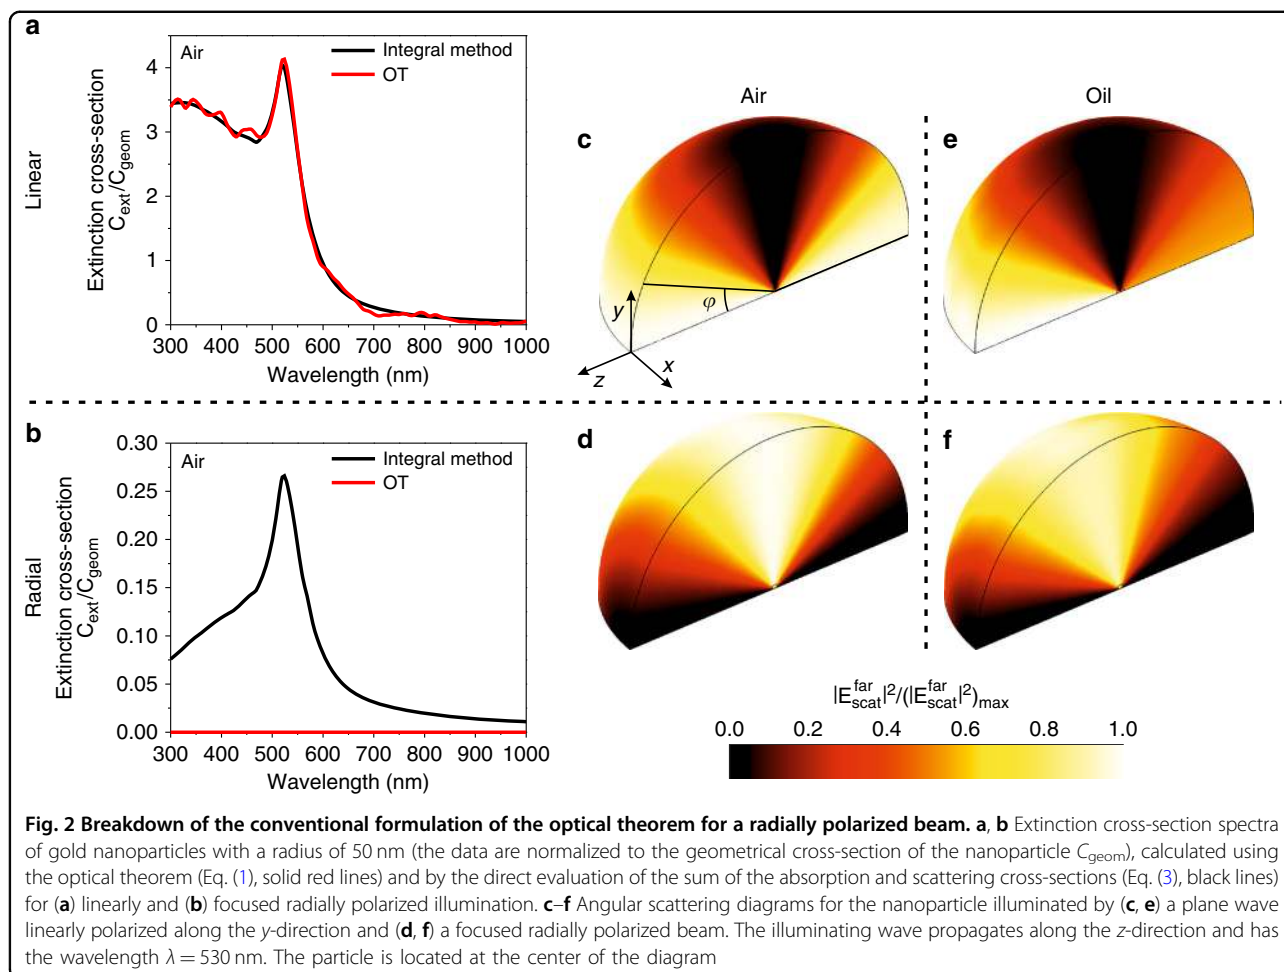 a
Air
Integral method
OT
4
3
2
1
0
300 400 500 600 700 800 900 1000
Wavelength (nm)
Linear
Extinction cross-section
C_ext/C_geom
b
Air
Integral method
OT
0.30
0.25
0.20
0.15
0.10
0.05
0.00
300 400 500 600 700 800 900 1000
Wavelength (nm)
Radial
Extinction cross-section
C_ext/C_geom
Air
Oil
c
e
φ
y
z
x
d
f
|E_scat^far|²/(|E_scat^far|²)_max
0.0 0.2 0.4 0.6 0.8 1.0
Fig. 2 Breakdown of the conventional formulation of the optical theorem for a radially polarized beam. a, b Extinction cross-section spectra
of gold nanoparticles with a radius of 50 nm (the data are normalized to the geometrical cross-section of the nanoparticle C_geom), calculated using
the optical theorem (Eq. (1), solid red lines) and by the direct evaluation of the sum of the absorption and scattering cross-sections (Eq. (3), black lines)
for (a) linearly and (b) focused radially polarized illumination. c–f Angular scattering diagrams for the nanoparticle illuminated by (c, e) a plane wave
linearly polarized along the y-direction and (d, f) a focused radially polarized beam. The illuminating wave propagates along the z-direction and has
the wavelength λ = 530 nm. The particle is located at the center of the diagram